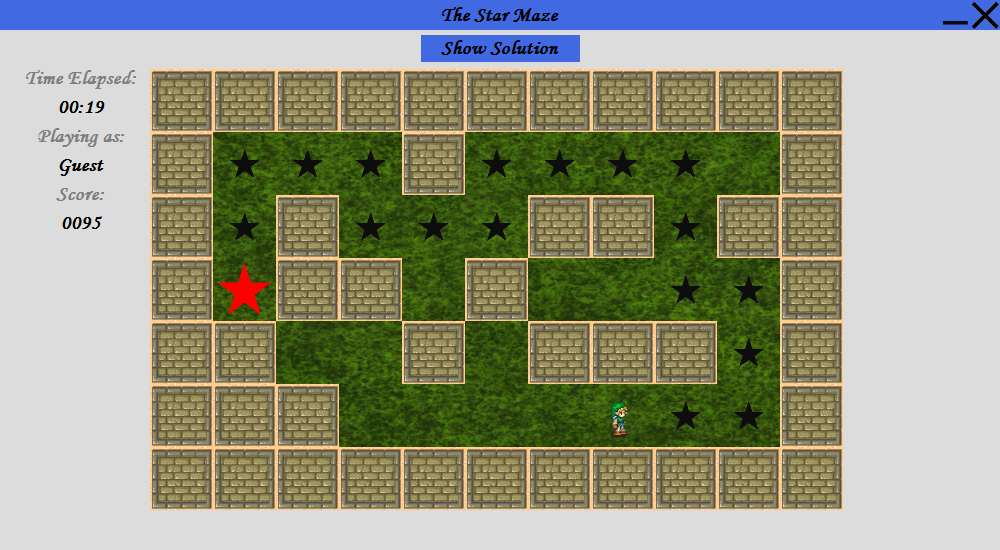 The Star Maze
Show Solution
Time Elapsed:
00:19
Playing as:
Guest
Score:
0095